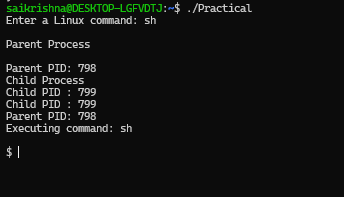 saikrishna@DESKTOP-LGFVDTJ:~$ ./Practical
Enter a Linux command: sh
Parent Process
Parent PID: 798
Child Process
Child PID : 799
Child PID : 799
Parent PID: 798
Executing command: sh
$